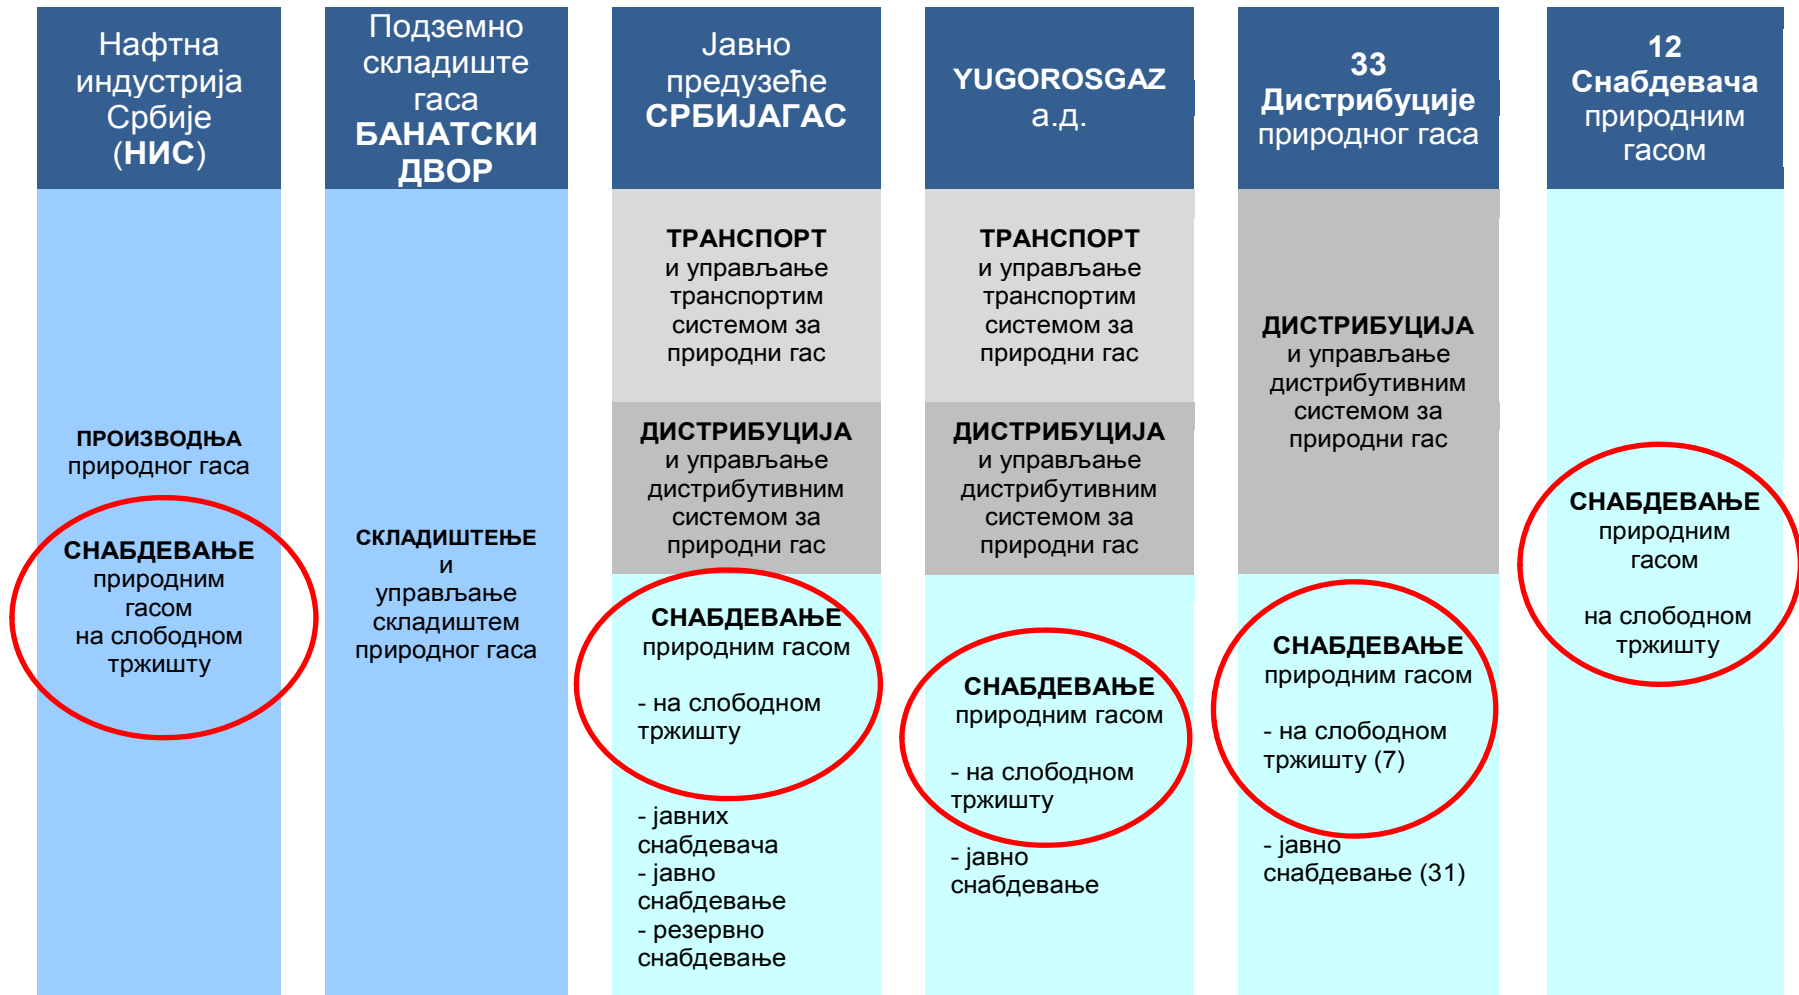 Нафтна
индустрија
Србије
(НИС)
ПРОИЗВОДЊА
природног гаса
СНАБДЕВАЊЕ
природним
гасом
на слободном
тржишту
Подземно
складиште
гаса
БАНАТСКИ
ДВОР
СКЛАДИШТЕЊЕ
и
управљање
складиштем
природног гаса
Јавно
предузеће
СРБИЈАГАС
ТРАНСПОРТ
и управљање
транспортим
системом за
природни гас
ДИСТРИБУЦИЈА
и управљање
дистрибутивним
системом за
природни гас
СНАБДЕВАЊЕ
природним гасом
- на слободном
тржишту
- јавних
снабдевача
- јавно
снабдевање
- резервно
снабдевање
YUGOROSGAZ
а.д.
ТРАНСПОРТ
и управљање
транспортим
системом за
природни гас
ДИСТРИБУЦИЈА
и управљање
дистрибутивним
системом за
природни гас
СНАБДЕВАЊЕ
природним гасом
- на слободном
тржишту
- јавно
снабдевање
33
Дистрибуције
природног гаса
ДИСТРИБУЦИЈА
и управљање
дистрибутивним
системом за
природни гас
СНАБДЕВАЊЕ
природним гасом
- на слободном
тржишту (7)
- јавно
снабдевање (31)
12
Снабдевача
природним
гасом
СНАБДЕВАЊЕ
природним
гасом
на слободном
тржишту